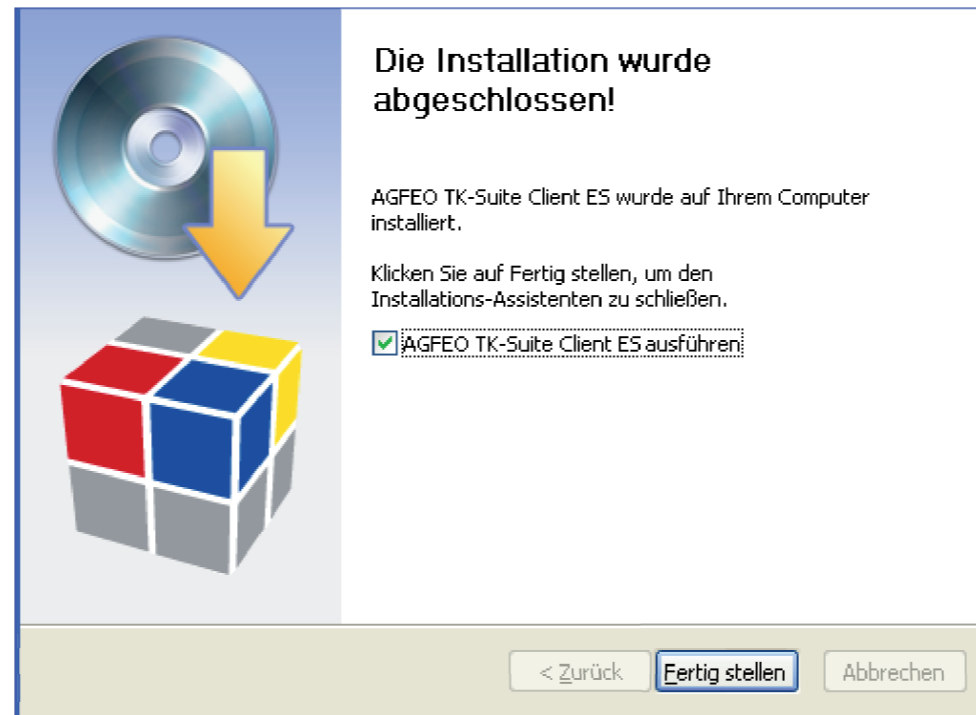 Die Installation wurde
abgeschlossen!
AGFEO TK-Suite Client ES wurde auf Ihrem Computer
installiert.
Klicken Sie auf Fertig stellen, um den
Installations-Assistenten zu schließen.
AGFEO TK-Suite Client ES ausführen
< Zurück Fertig stellen Abbrechen